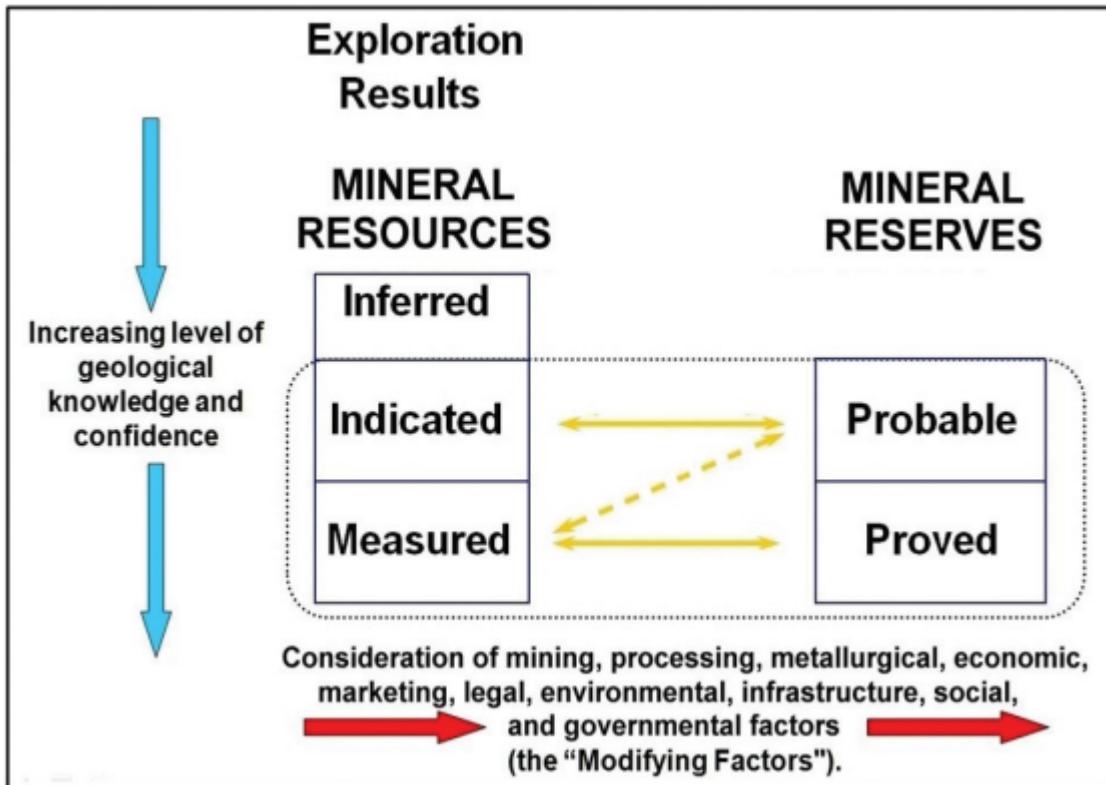 Exploration
Results
MINERAL
RESOURCES
MINERAL
RESERVES
Inferred
Increasing level of
geological
knowledge and
confidence
Indicated
Probable
Measured
Proved
Consideration of mining, processing, metallurgical, economic,
marketing, legal, environmental, infrastructure, social,
and governmental factors
(the “Modifying Factors").